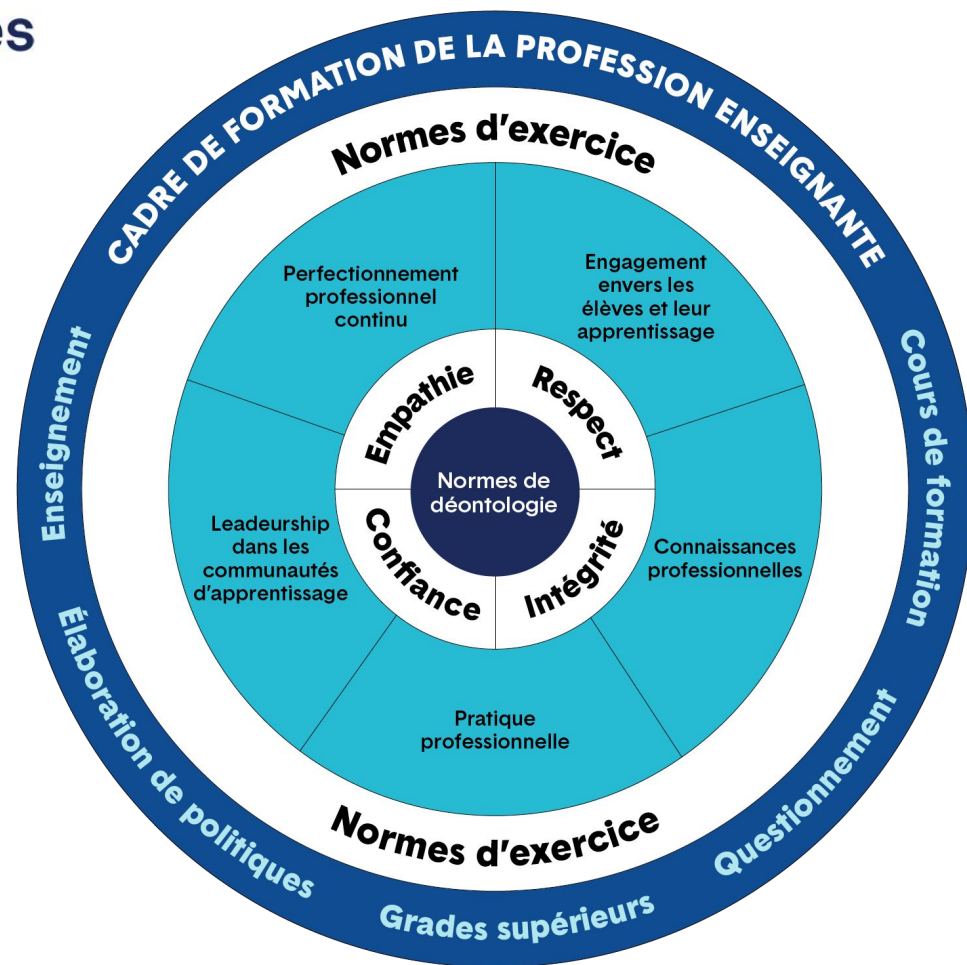 es
CADRE DE FORMATION DE LA PROFESSION ENSEIGNANTE
Normes d'exercice
Perfectionnement
professionnel
continu
Engagement
envers les
élèves et leur
apprentissage
Empathie
Respect
Enseignement
Cours de formation
Normes de
déontologie
Leadeurship
dans les
communautés
d'apprentissage
Confiance
Intégrité
Connaissances
professionnelles
Pratique
professionnelle
Élaboration de
politiques
Questionnement
Normes d'exercice
Grades supérieurs